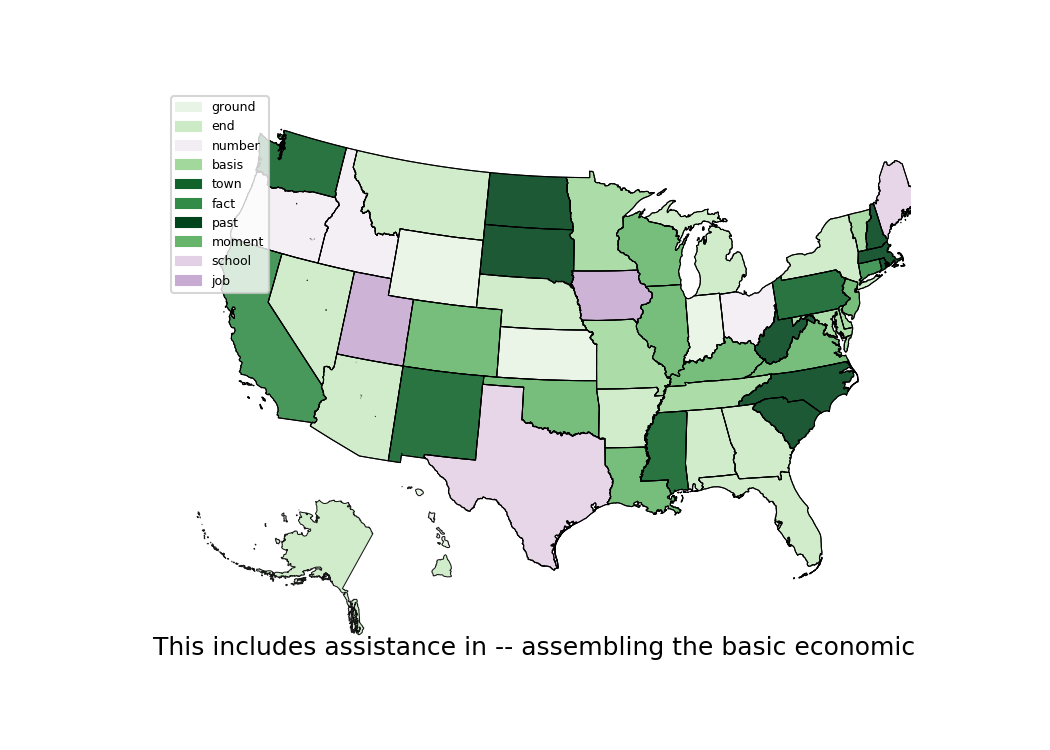 ground
end
number
basis
town
fact
past
moment
school
job
This includes assistance in -- assembling the basic economic